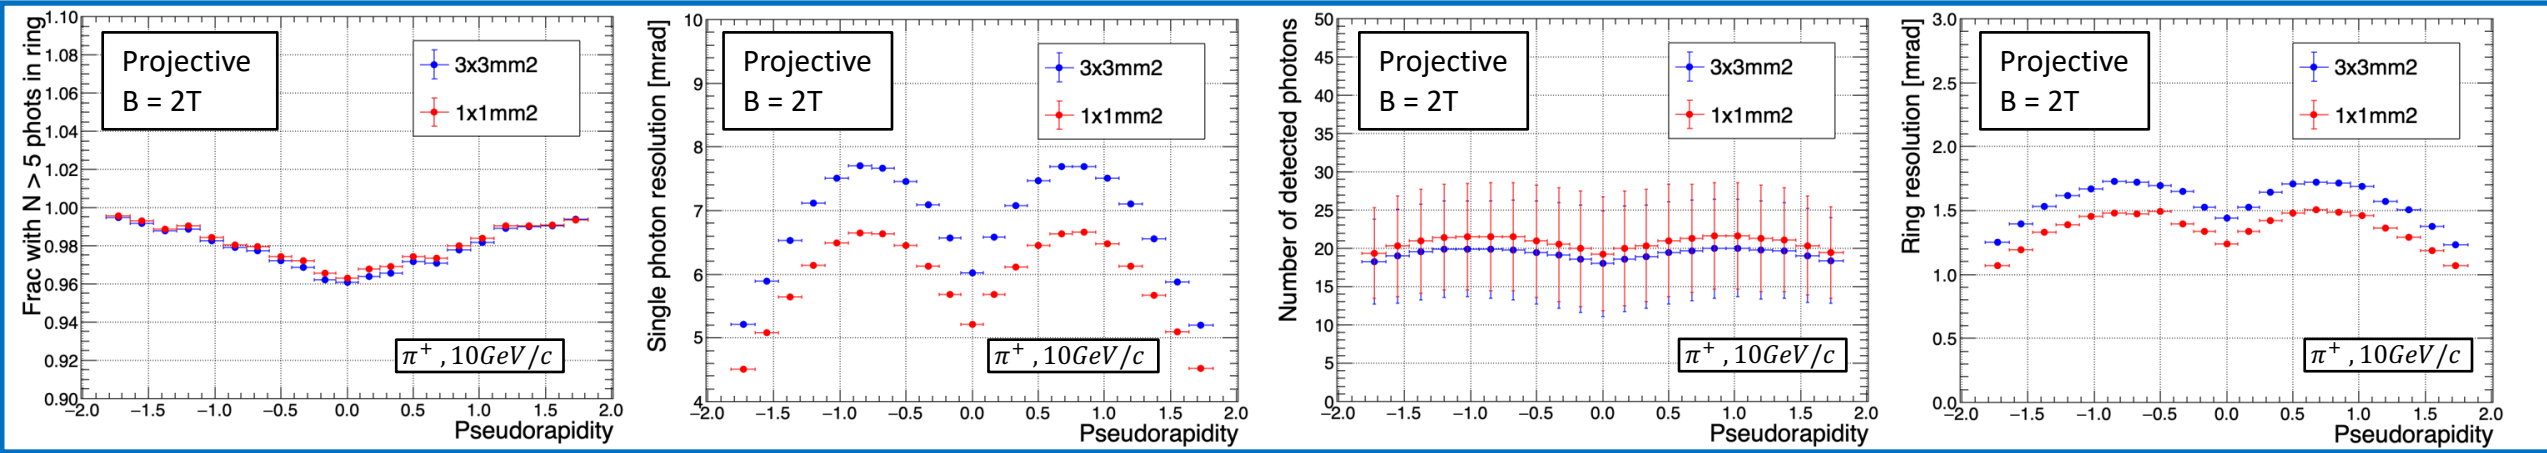 Frac with N > 5 phots in ring
1.10
1.08
1.06
1.04
1.02
1.00
0.98
0.96
0.94
0.92
0.90
Projective
B = 2T
3x3mm2
1x1mm2
π⁺ , 10GeV/c
−2.0 −1.5 −1.0 −0.5 0.0 0.5 1.0 1.5 2.0
Pseudorapidity
Single photon resolution [mrad]
10
9
8
7
6
5
4
Projective
B = 2T
3x3mm2
1x1mm2
π⁺ , 10GeV/c
−2.0 −1.5 −1.0 −0.5 0.0 0.5 1.0 1.5 2.0
Pseudorapidity
Number of detected photons
50
45
40
35
30
25
20
15
10
5
0
Projective
B = 2T
3x3mm2
1x1mm2
π⁺ , 10GeV/c
−2.0 −1.5 −1.0 −0.5 0.0 0.5 1.0 1.5 2.0
Pseudorapidity
Ring resolution [mrad]
3.0
2.5
2.0
1.5
1.0
0.5
0.0
Projective
B = 2T
3x3mm2
1x1mm2
π⁺ , 10GeV/c
−2.0 −1.5 −1.0 −0.5 0.0 0.5 1.0 1.5 2.0
Pseudorapidity